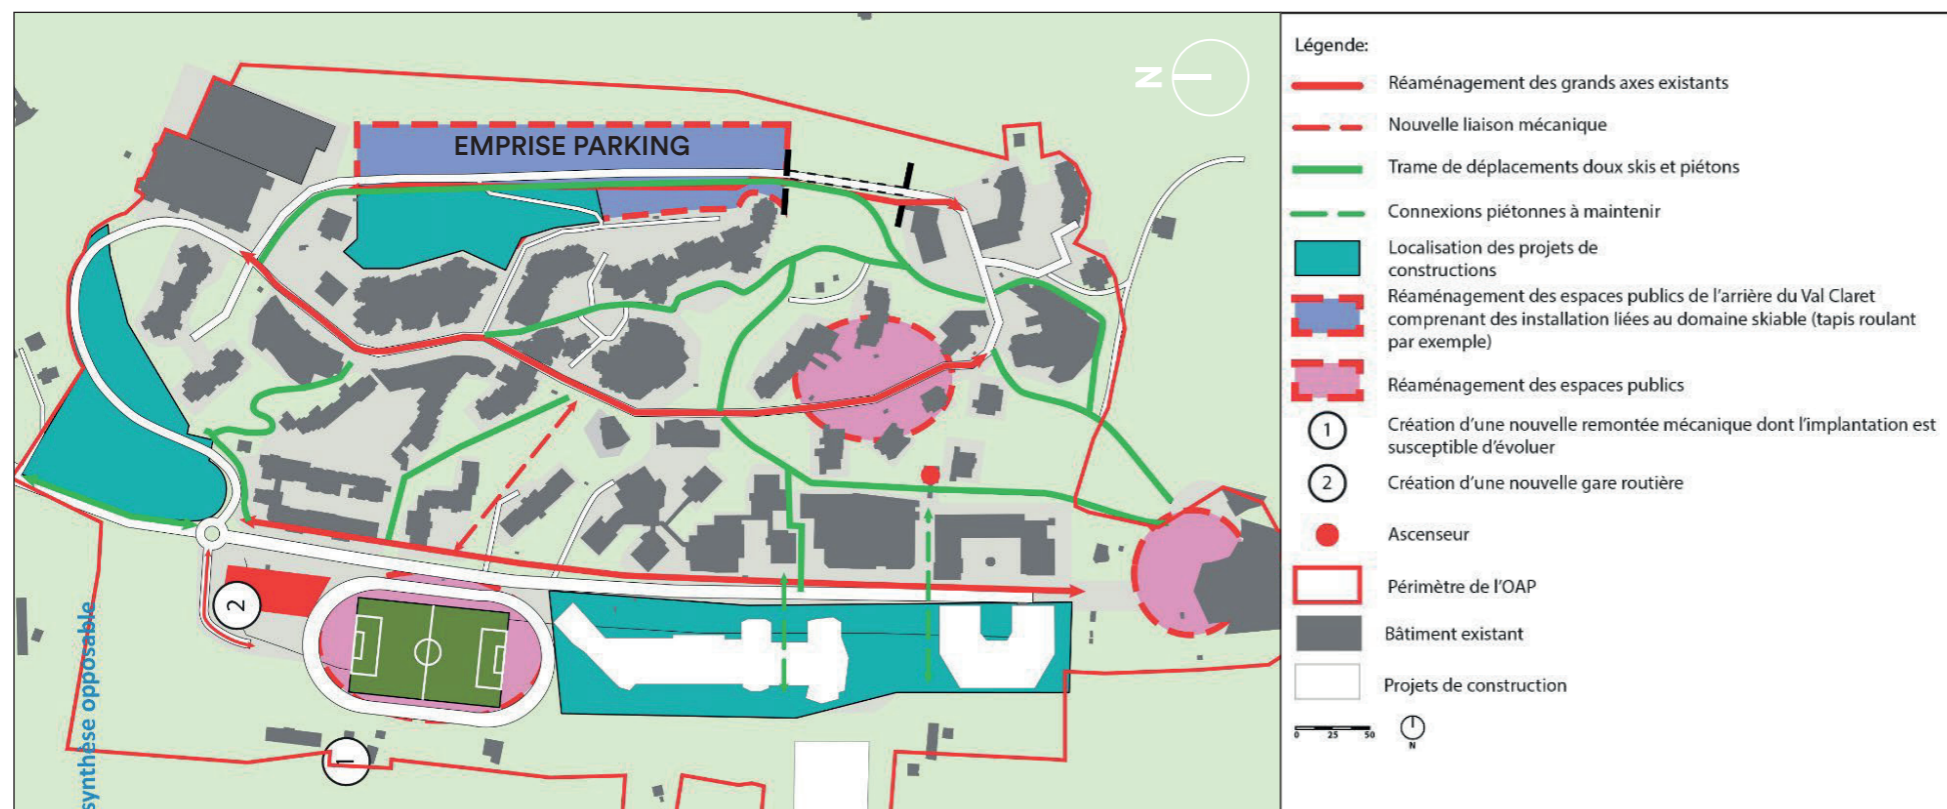 N
EMPRISE PARKING
2
1
synthèse opposable
Légende:
Réaménagement des grands axes existants
Nouvelle liaison mécanique
Trame de déplacements doux skis et piétons
Connexions piétonnes à maintenir
Localisation des projets de
constructions
Réaménagement des espaces publics de l'arrière du Val Claret
comprenant des installation liées au domaine skiable (tapis roulant
par exemple)
Réaménagement des espaces publics
1
Création d'une nouvelle remontée mécanique dont l'implantation est
susceptible d'évoluer
2
Création d'une nouvelle gare routière
Ascenseur
Périmètre de l'OAP
Bâtiment existant
Projets de construction
0 25 50
N